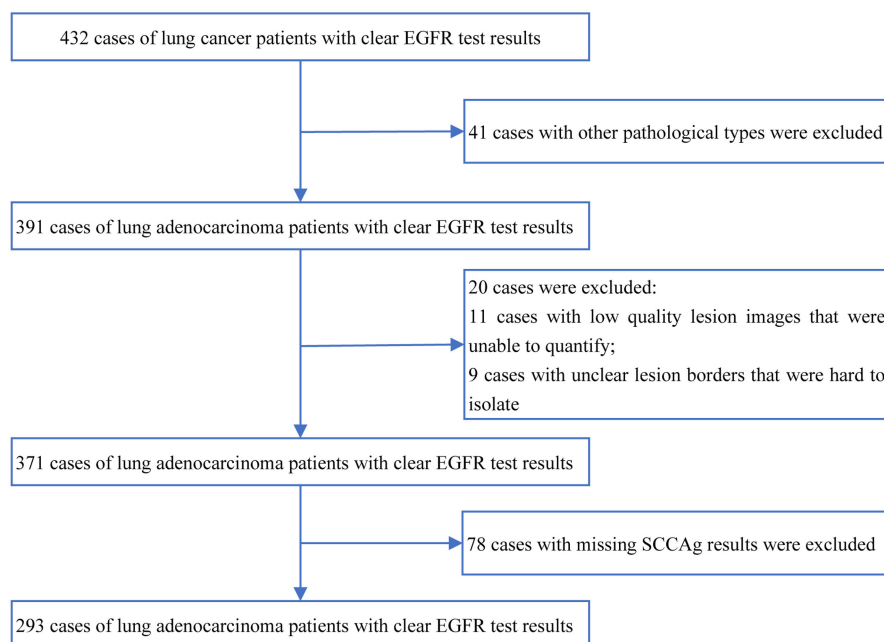 432 cases of lung cancer patients with clear EGFR test results
41 cases with other pathological types were excluded
391 cases of lung adenocarcinoma patients with clear EGFR test results
20 cases were excluded:
11 cases with low quality lesion images that were
unable to quantify;
9 cases with unclear lesion borders that were hard to
isolate
371 cases of lung adenocarcinoma patients with clear EGFR test results
78 cases with missing SCCAg results were excluded
293 cases of lung adenocarcinoma patients with clear EGFR test results